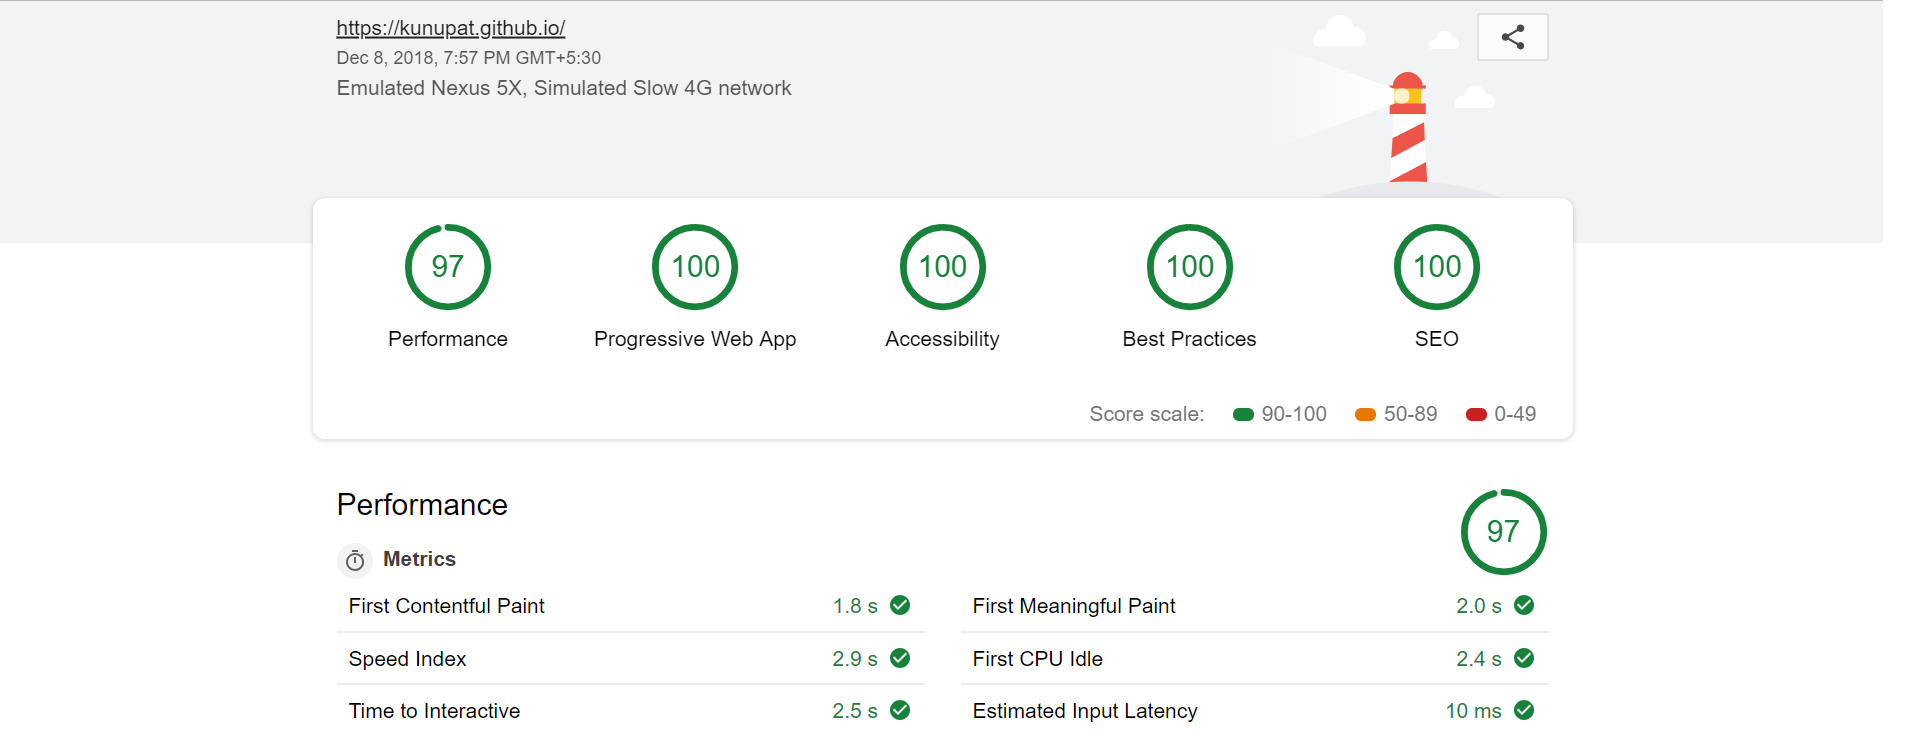 https://kunupat.github.io/
Dec 8, 2018, 7:57 PM GMT+5:30
Emulated Nexus 5X, Simulated Slow 4G network
97 100 100 100 100
Performance Progressive Web App Accessibility Best Practices SEO
Score scale: 90-100 50-89 0-49
Performance
97
Metrics
First Contentful Paint 1.8 s First Meaningful Paint 2.0 s
Speed Index 2.9 s First CPU Idle 2.4 s
Time to Interactive 2.5 s Estimated Input Latency 10 ms